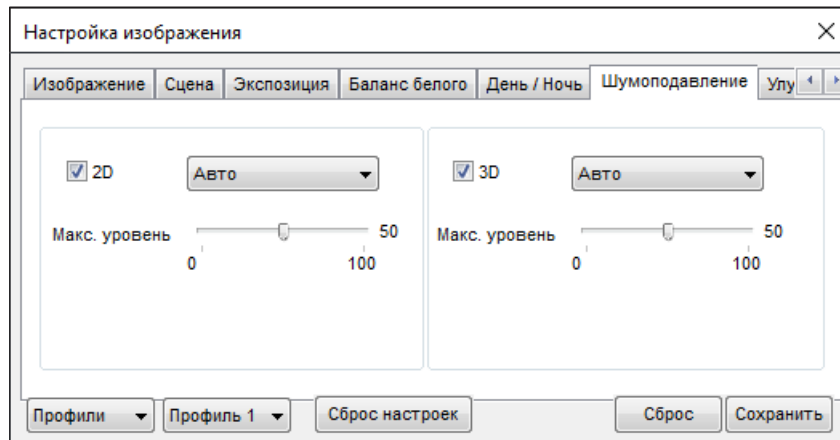 Настройка изображения
Изображение Сцена Экспозиция Баланс белого День / Ночь Шумоподавление Улу
2D Авто 3D Авто
Макс. уровень 50 Макс. уровень 50
0 100 0 100
Профили Профиль 1 Сброс настроек Сброс Сохранить